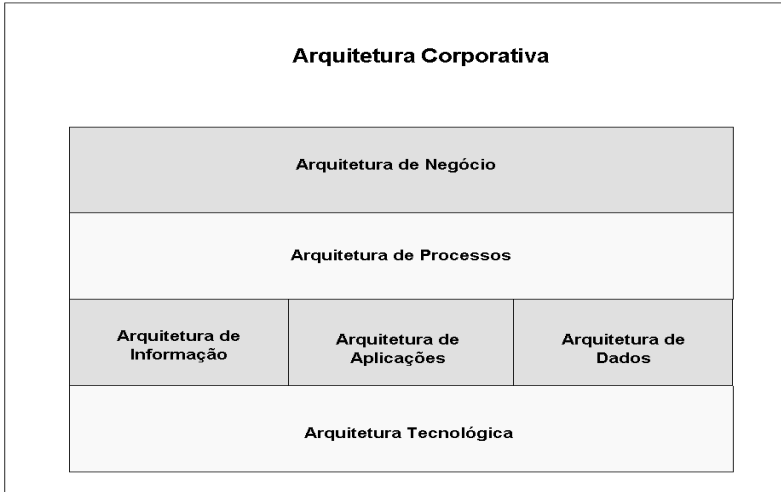 Arquitetura Corporativa
Arquitetura de Negócio
Arquitetura de Processos
Arquitetura de
Informação
Arquitetura de
Aplicações
Arquitetura de
Dados
Arquitetura Tecnológica